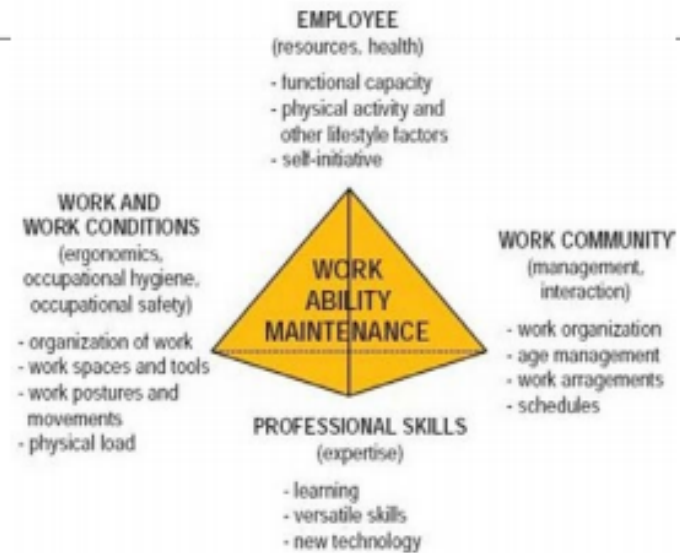 EMPLOYEE
(resources, health)
- functional capacity
- physical activity and
other lifestyle factors
- self-initiative
WORK AND
WORK CONDITIONS
(ergonomics,
occupational hygiene,
occupational safety)
- organization of work
- work spaces and tools
- work postures and
movements
- physical load
WORK
ABILITY
MAINTENANCE
WORK COMMUNITY
(management,
interaction)
- work organization
- age management
- work arragements
- schedules
PROFESSIONAL SKILLS
(expertise)
- learning
- versatile skills
- new technology